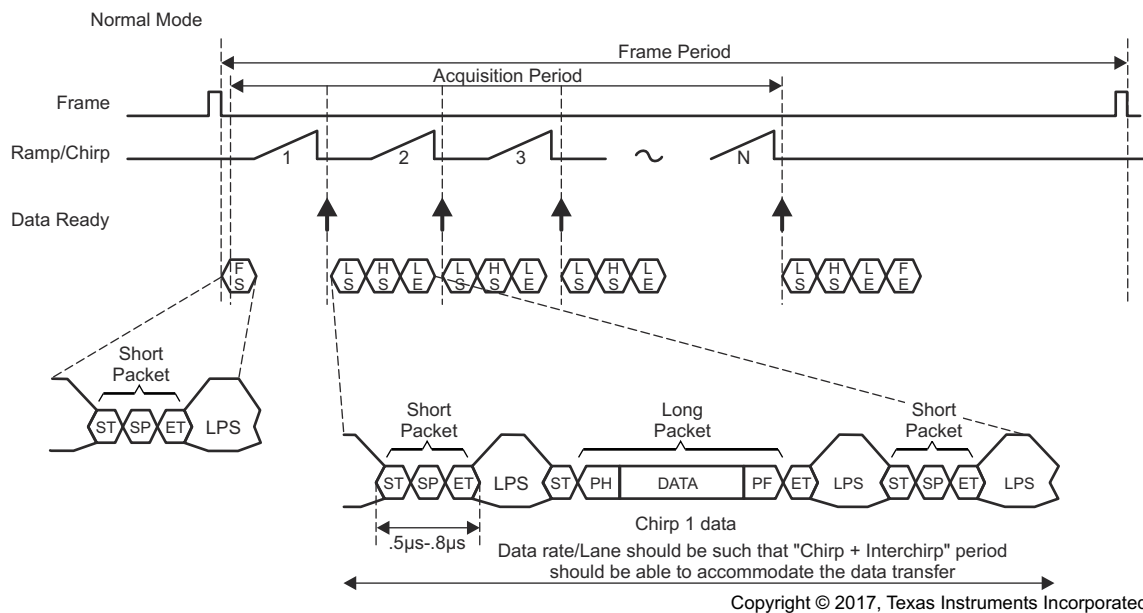 Normal Mode
Frame Period
Acquisition Period
Frame
Ramp/Chirp
1
2
3
~
N
Data Ready
F
S
L
S
H
S
L
E
L
S
H
S
L
E
L
S
H
S
L
E
L
S
H
S
L
E
F
E
Short
Packet
ST
SP
ET
LPS
Short
Packet
Long
Packet
Short
Packet
ST
SP
ET
LPS
ST
PH
DATA
PF
ET
LPS
ST
SP
ET
LPS
.5µs-.8µs
Chirp 1 data
Data rate/Lane should be such that "Chirp + Interchirp" period
should be able to accommodate the data transfer
Copyright © 2017, Texas Instruments Incorporated